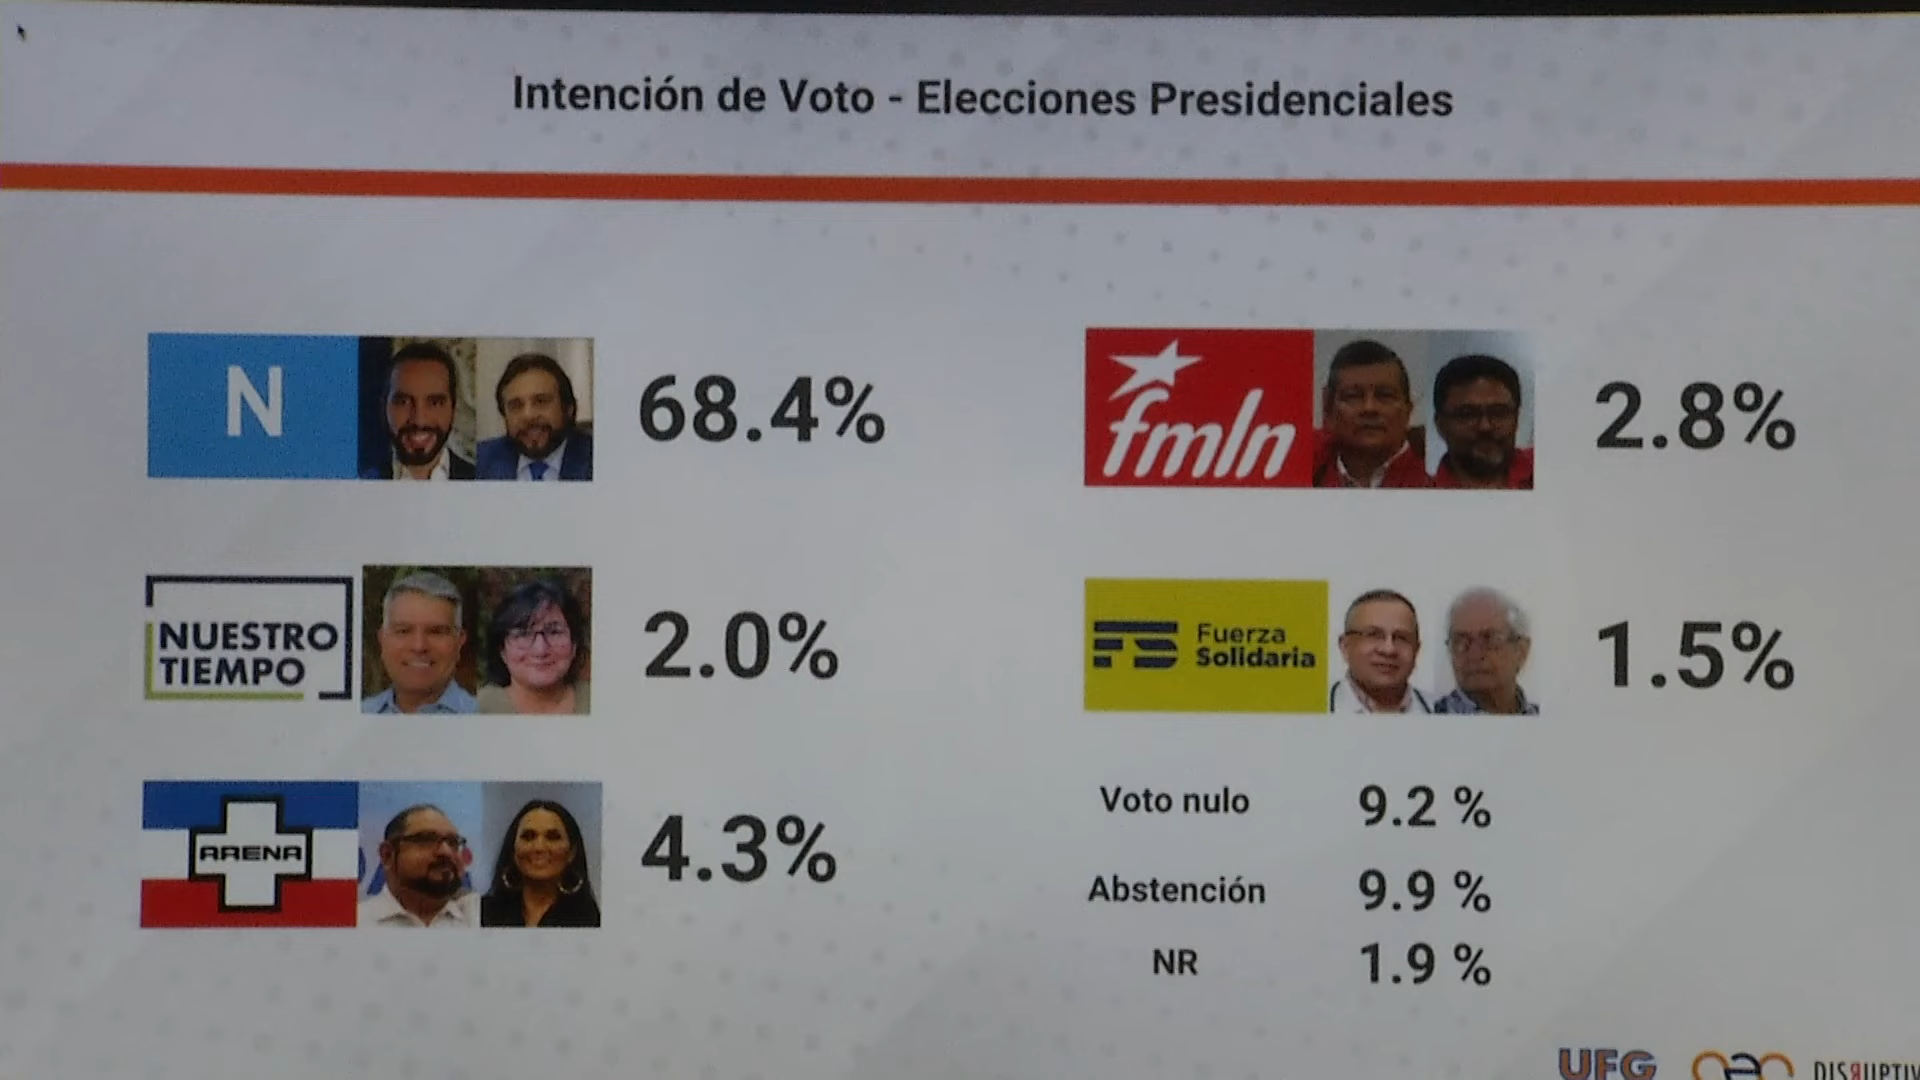 Intención de Voto - Elecciones Presidenciales
N
68.4%
fmln
2.8%
NUESTRO
TIEMPO
2.0%
FS
Fuerza
Solidaria
1.5%
ARENA
4.3%
Voto nulo 9.2 %
Abstención 9.9 %
NR 1.9 %
UFG